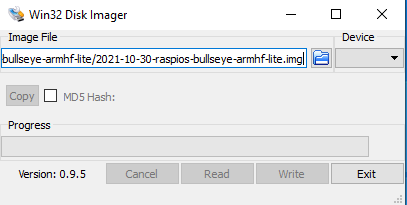 Win32 Disk Imager
Image File
Device
bullseye-armhf-lite/2021-10-30-raspios-bullseye-armhf-lite.img
Copy
MD5 Hash:
Progress
Version: 0.9.5
Cancel
Read
Write
Exit